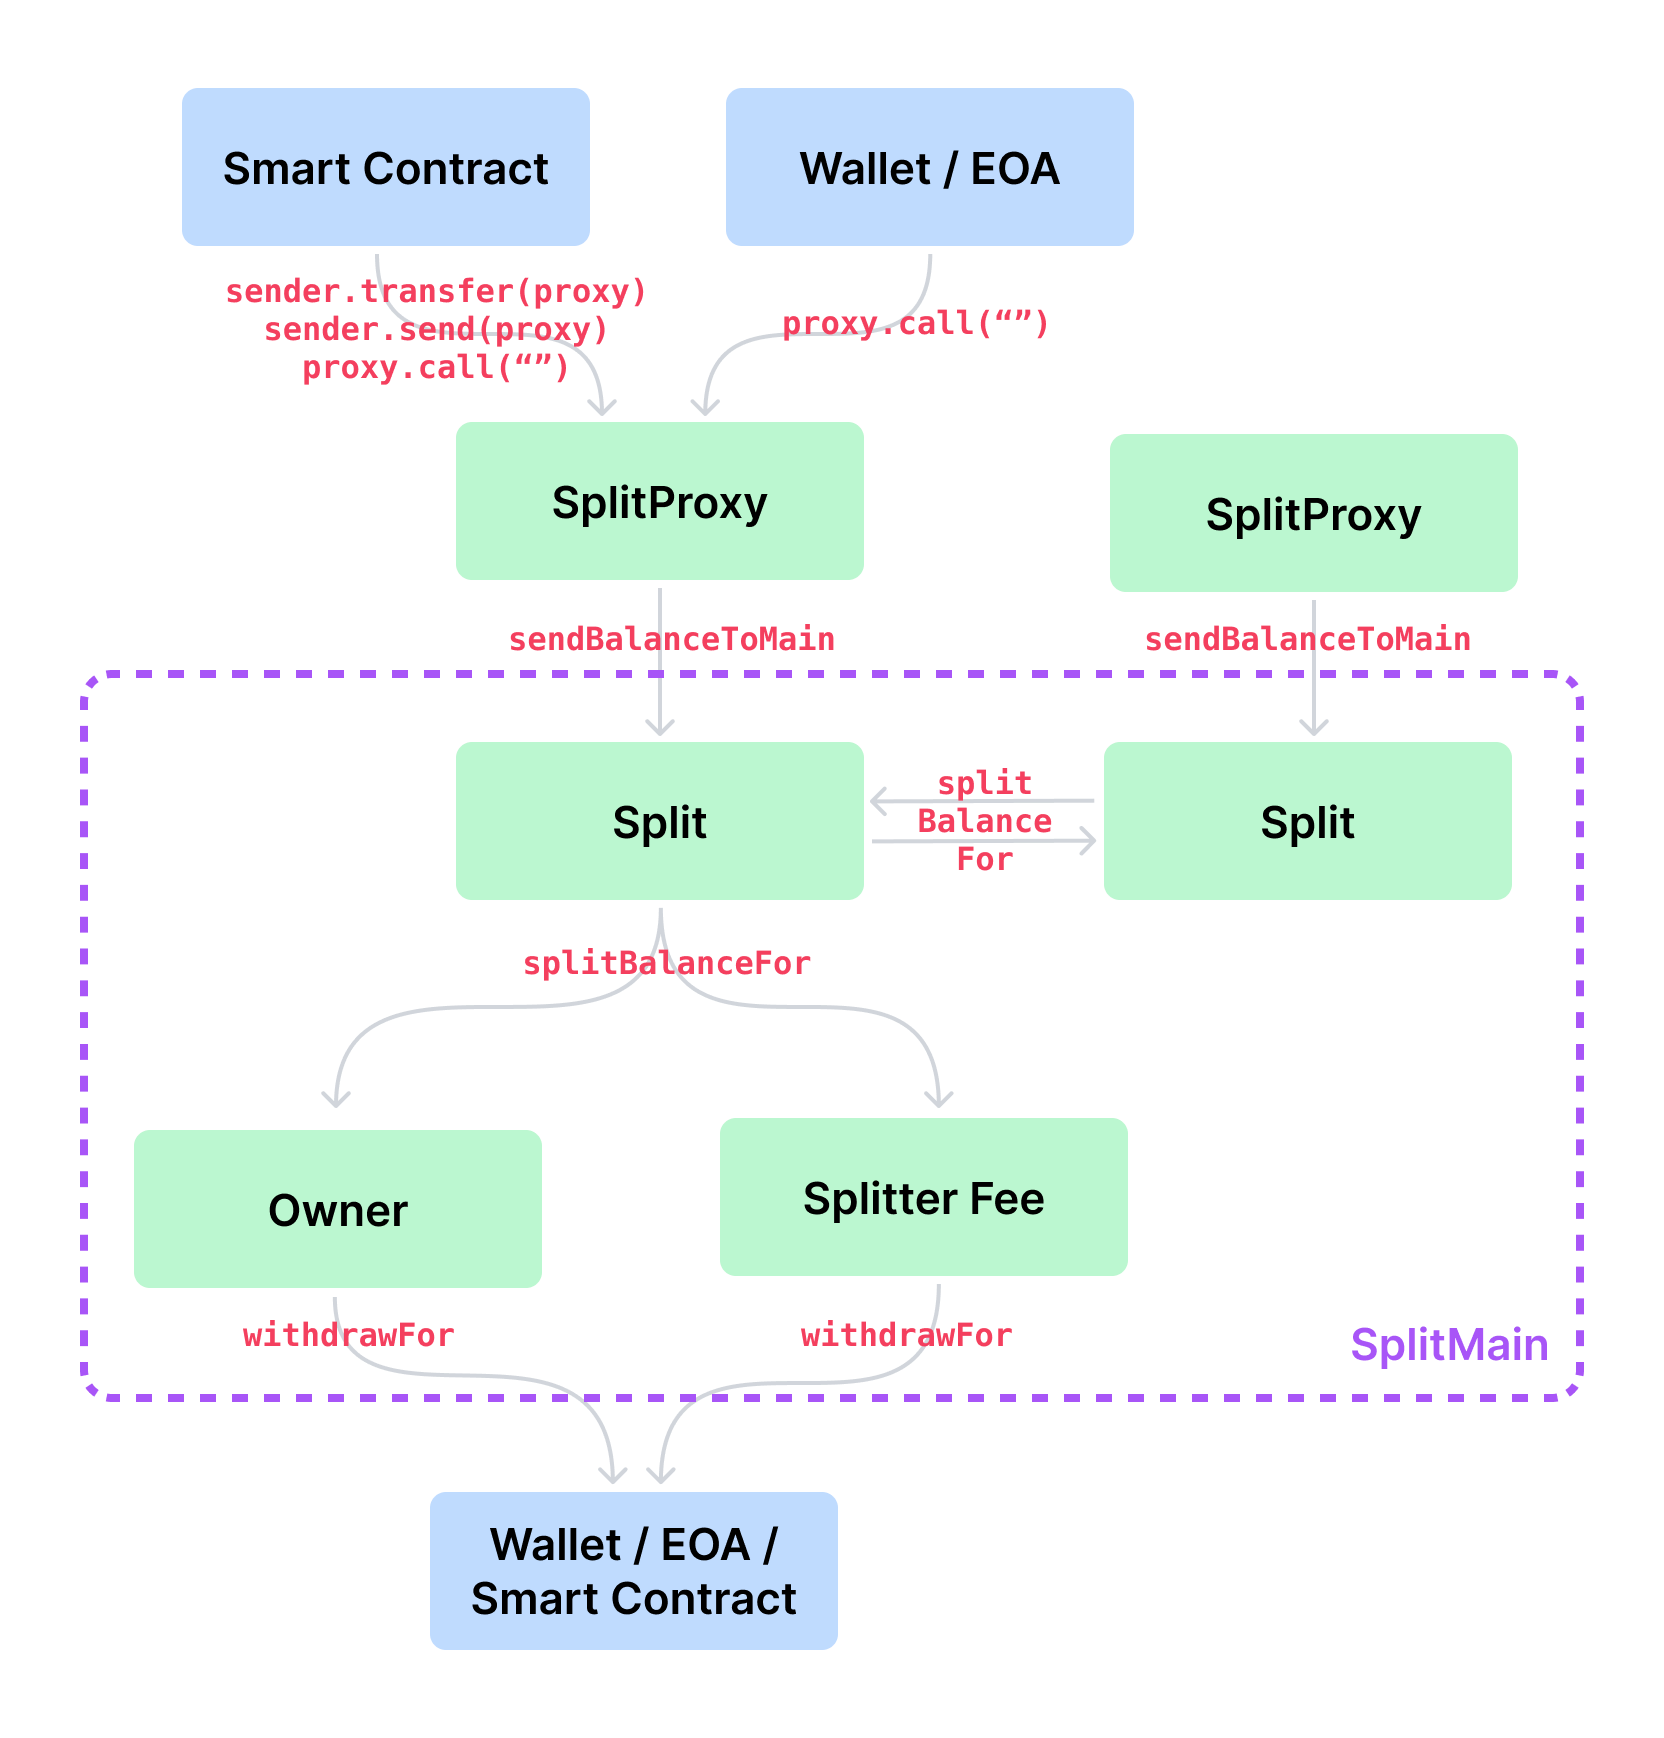 Smart Contract
Wallet / EOA
sender.transfer(proxy)
sender.send(proxy)
proxy.call(“”)
proxy.call(“”)
SplitProxy
SplitProxy
sendBalanceToMain
sendBalanceToMain
Split
split
Balance
For
Split
splitBalanceFor
Owner
Splitter Fee
withdrawFor
withdrawFor
SplitMain
Wallet / EOA /
Smart Contract